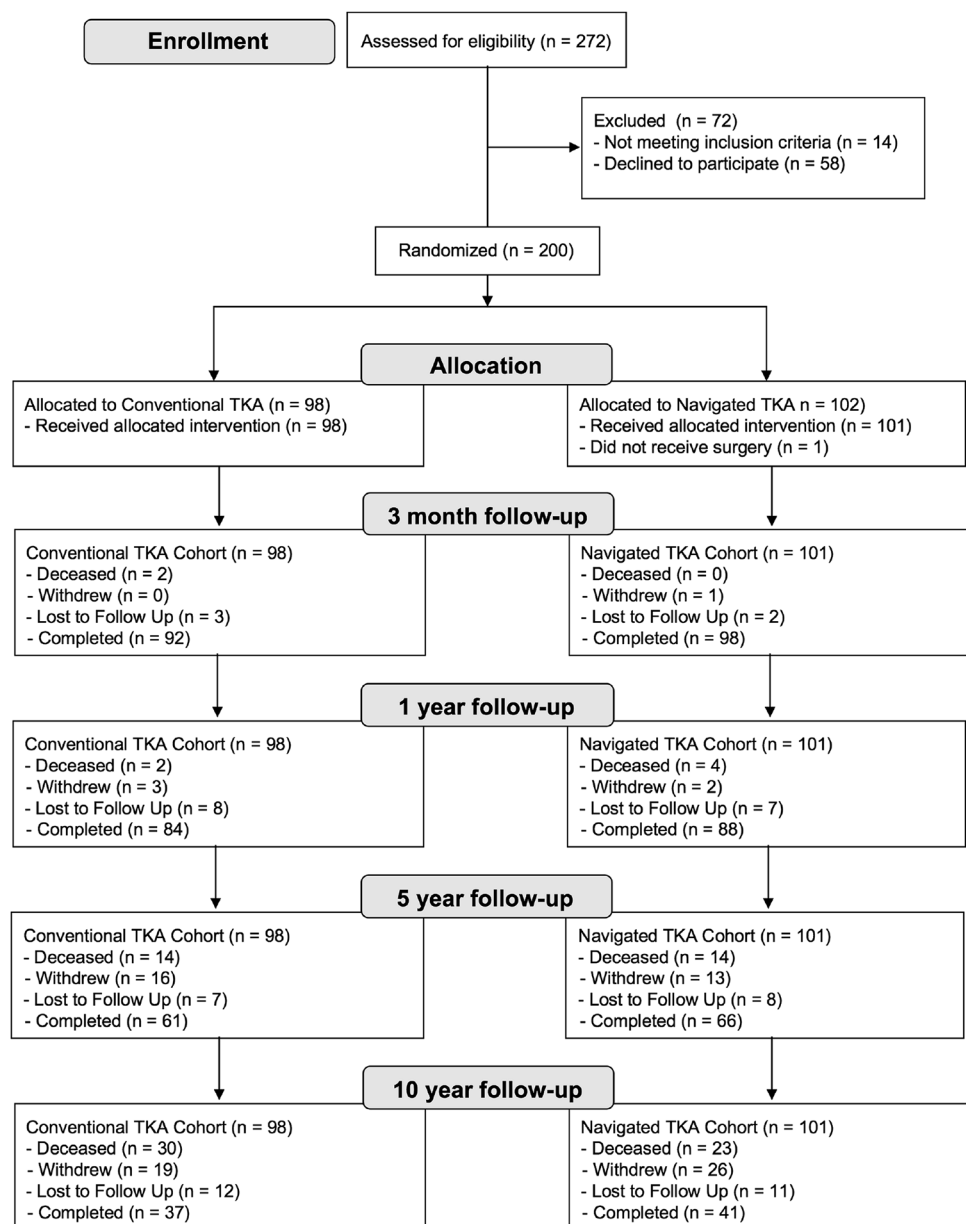 Enrollment
Assessed for eligibility (n = 272)
Excluded  (n = 72)
- Not meeting inclusion criteria (n = 14)
- Declined to participate (n = 58)
Randomized (n = 200)
Allocation
Allocated to Conventional TKA (n = 98)
- Received allocated intervention (n = 98)
Allocated to Navigated TKA n = 102)
- Received allocated intervention (n = 101)
- Did not receive surgery (n = 1)
3 month follow-up
Conventional TKA Cohort (n = 98)
- Deceased (n = 2)
- Withdrew (n = 0)
- Lost to Follow Up (n = 3)
- Completed (n = 92)
Navigated TKA Cohort (n = 101)
- Deceased (n = 0)
- Withdrew (n = 1)
- Lost to Follow Up (n = 2)
- Completed (n = 98)
1 year follow-up
Conventional TKA Cohort (n = 98)
- Deceased (n = 2)
- Withdrew (n = 3)
- Lost to Follow Up (n = 8)
- Completed (n = 84)
Navigated TKA Cohort (n = 101)
- Deceased (n = 4)
- Withdrew (n = 2)
- Lost to Follow Up (n = 7)
- Completed (n = 88)
5 year follow-up
Conventional TKA Cohort (n = 98)
- Deceased (n = 14)
- Withdrew (n = 16)
- Lost to Follow Up (n = 7)
- Completed (n = 61)
Navigated TKA Cohort (n = 101)
- Deceased (n = 14)
- Withdrew (n = 13)
- Lost to Follow Up (n = 8)
- Completed (n = 66)
10 year follow-up
Conventional TKA Cohort (n = 98)
- Deceased (n = 30)
- Withdrew (n = 19)
- Lost to Follow Up (n = 12)
- Completed (n = 37)
Navigated TKA Cohort (n = 101)
- Deceased (n = 23)
- Withdrew (n = 26)
- Lost to Follow Up (n = 11)
- Completed (n = 41)